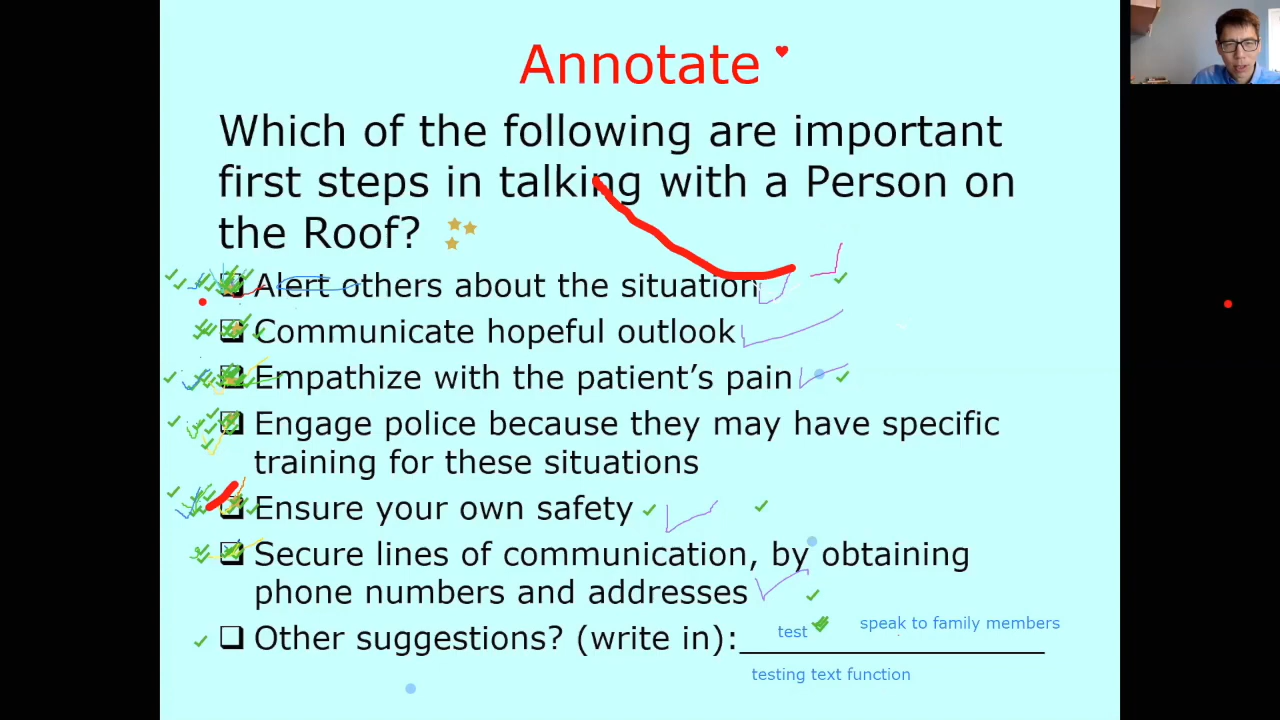 Annotate
Which of the following are important
first steps in talking with a Person on
the Roof?
Alert others about the situation
Communicate hopeful outlook
Empathize with the patient's pain
Engage police because they may have specific
training for these situations
Ensure your own safety
Secure lines of communication, by obtaining
phone numbers and addresses
Other suggestions? (write in):____________________
test
speak to family members
testing text function